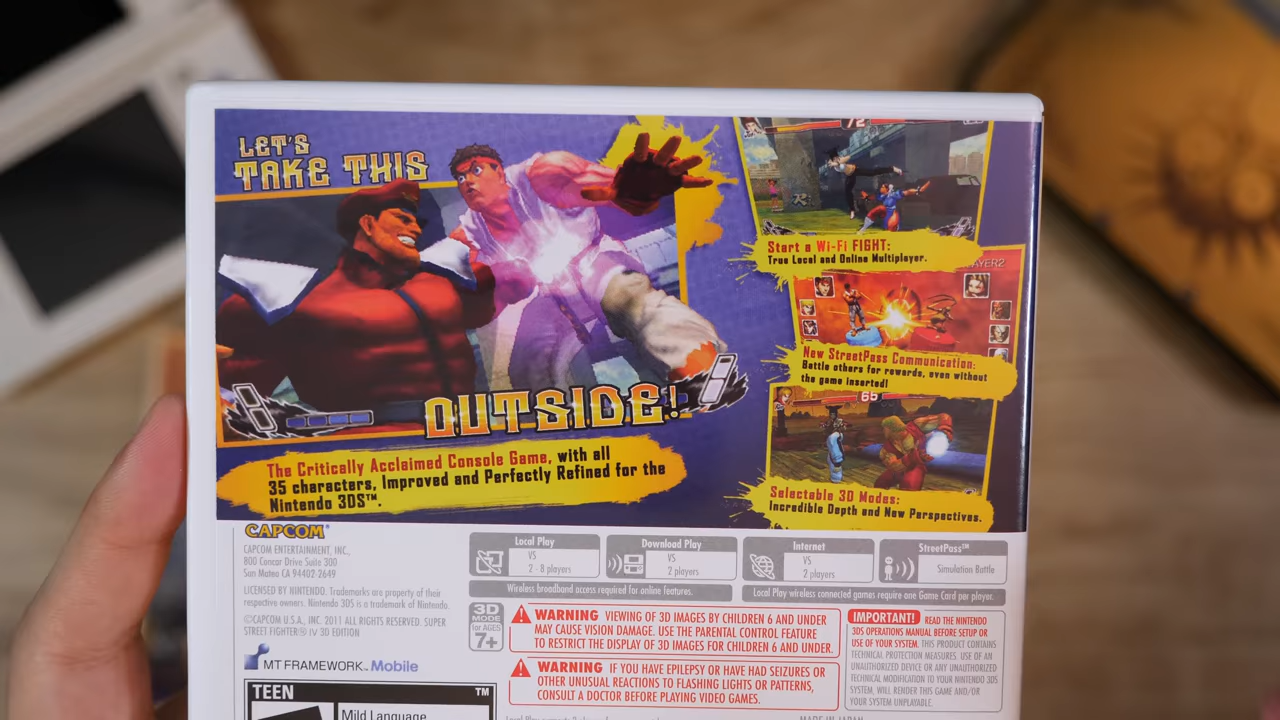 LET'S
TAKE THIS
OUTSIDE!
The Critically Acclaimed Console Game, with all
35 characters, Improved and Perfectly Refined for the
Nintendo 3DS™.
72
Start a Wi-Fi FIGHT:
True Local and Online Multiplayer.
AYER2
New StreetPass Communication:
Battle others for rewards, even without
the game inserted!
65
Selectable 3D Modes:
Incredible Depth and New Perspectives.
CAPCOM®
CAPCOM ENTERTAINMENT, INC.,
800 Concar Drive Suite 300
San Mateo CA 94402-2649
LICENSED BY NINTENDO. Trademarks are property of their
respective owners. Nintendo 3DS is a trademark of Nintendo.
©CAPCOM U.S.A., INC. 2011 ALL RIGHTS RESERVED. SUPER
STREET FIGHTER® IV 3D EDITION
MT FRAMEWORK™ Mobile
TEEN ™
Mild Language
Local Play
VS
2 - 8 players
Download Play
VS
2 players
Internet
VS
2 players
StreetPass™
Simulation Battle
Wireless broadband access required for online features.
Local Play wireless connected games require one Game Card per player.
3D
MODE
for AGES
7+
WARNING VIEWING OF 3D IMAGES BY CHILDREN 6 AND UNDER
MAY CAUSE VISION DAMAGE. USE THE PARENTAL CONTROL FEATURE
TO RESTRICT THE DISPLAY OF 3D IMAGES FOR CHILDREN 6 AND UNDER.
WARNING IF YOU HAVE EPILEPSY OR HAVE HAD SEIZURES OR
OTHER UNUSUAL REACTIONS TO FLASHING LIGHTS OR PATTERNS,
CONSULT A DOCTOR BEFORE PLAYING VIDEO GAMES.
IMPORTANT! READ THE NINTENDO
3DS OPERATIONS MANUAL BEFORE SETUP OR
USE OF YOUR SYSTEM. THIS PRODUCT CONTAINS
TECHNICAL PROTECTION MEASURES. USE OF AN
UNAUTHORIZED DEVICE OR ANY UNAUTHORIZED
TECHNICAL MODIFICATION TO YOUR NINTENDO 3DS
SYSTEM, WILL RENDER THIS GAME AND/OR
YOUR SYSTEM UNPLAYABLE.
MADE IN JAPAN